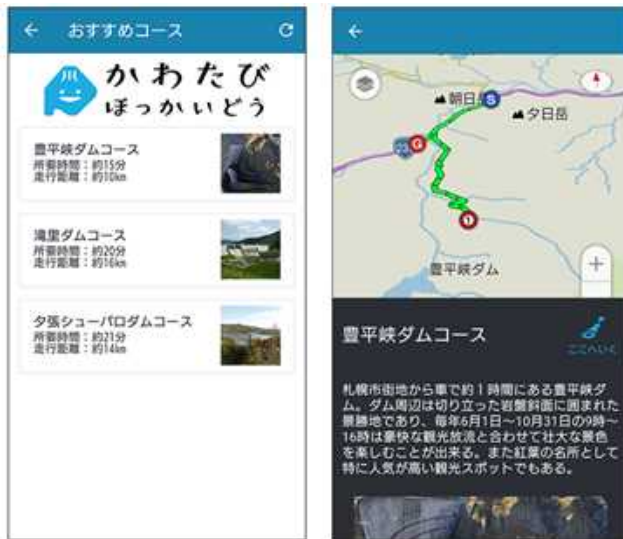 おすすめコース
川
かわたび
ほっかいどう
豊平峡ダムコース
所要時間：約15分
走行距離：約10km
滝里ダムコース
所要時間：約20分
走行距離：約16km
夕張シューパロダムコース
所要時間：約21分
走行距離：約14km
朝日岳
S
夕日岳
23
G
1
豊平峡ダム
豊平峡ダムコース
ここへいく
札幌市街地から車で約１時間にある豊平峡ダ
ム。ダム周辺は切り立った岩盤斜面に囲まれた
景勝地であり、毎年6月1日～10月31日の9時～
16時は豪快な観光放流と合わせて壮大な景色
を楽しむことが出来る。また紅葉の名所として
特に人気が高い観光スポットでもある。